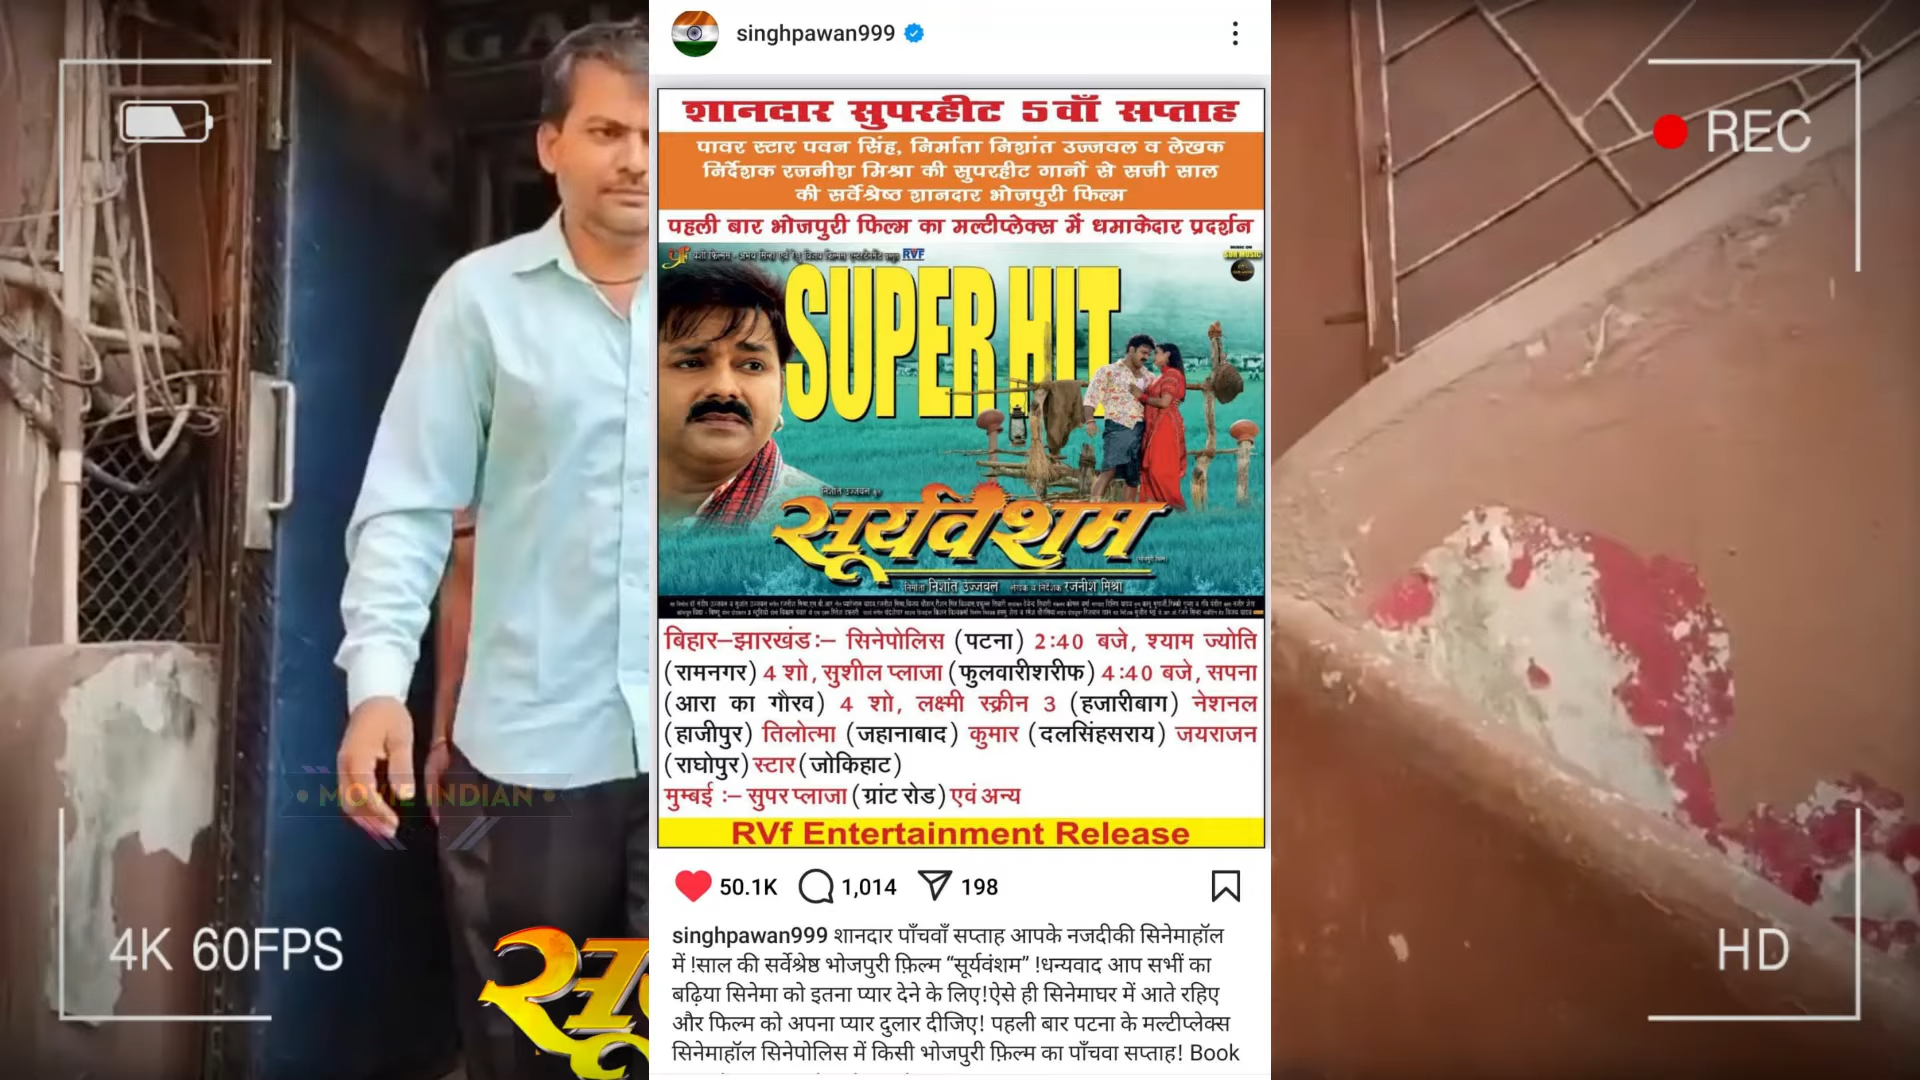 singhpawan999
शानदार सुपरहीट 5वाँ सप्ताह
पावर स्टार पवन सिंह, निर्माता निशांत उज्जवल व लेखक
निर्देशक रजनीश मिश्रा की सुपरहीट गानों से सजी साल
की सर्वेश्रेष्ठ शानदार भोजपुरी फिल्म
पहली बार भोजपुरी फिल्म का मल्टीप्लेक्स में धमाकेदार प्रदर्शन
RVF
SUR MUSIC
SUPER HIT
REC
सूर्यवंशम
निर्माता निशांत उज्जवल लेखक व निर्देशक रजनीश मिश्रा
बिहार–झारखंड:– सिनेपोलिस (पटना) 2:40 बजे, श्याम ज्योति
(रामनगर) 4 शो, सुशील प्लाजा (फुलवारीशरीफ) 4:40 बजे, सपना
(आरा का गौरव) 4 शो, लक्ष्मी स्क्रीन 3 (हजारीबाग) नेशनल
(हाजीपुर) तिलोत्मा (जहानाबाद) कुमार (दलसिंहसराय) जयराजन
(राघोपुर) स्टार (जोकिहाट)
मुम्बई :– सुपर प्लाजा (ग्रांट रोड) एवं अन्य
RVf Entertainment Release
• MOVIE INDIAN •
50.1K 1,014 198
singhpawan999 शानदार पाँचवाँ सप्ताह आपके नजदीकी सिनेमाहॉल
में !साल की सर्वेश्रेष्ठ भोजपुरी फ़िल्म “सूर्यवंशम” !धन्यवाद आप सभीं का
बढ़िया सिनेमा को इतना प्यार देने के लिए!ऐसे ही सिनेमाघर में आते रहिए
और फिल्म को अपना प्यार दुलार दीजिए! पहली बार पटना के मल्टीप्लेक्स
सिनेमाहॉल सिनेपोलिस में किसी भोजपुरी फ़िल्म का पाँचवा सप्ताह! Book
4K 60FPS
HD